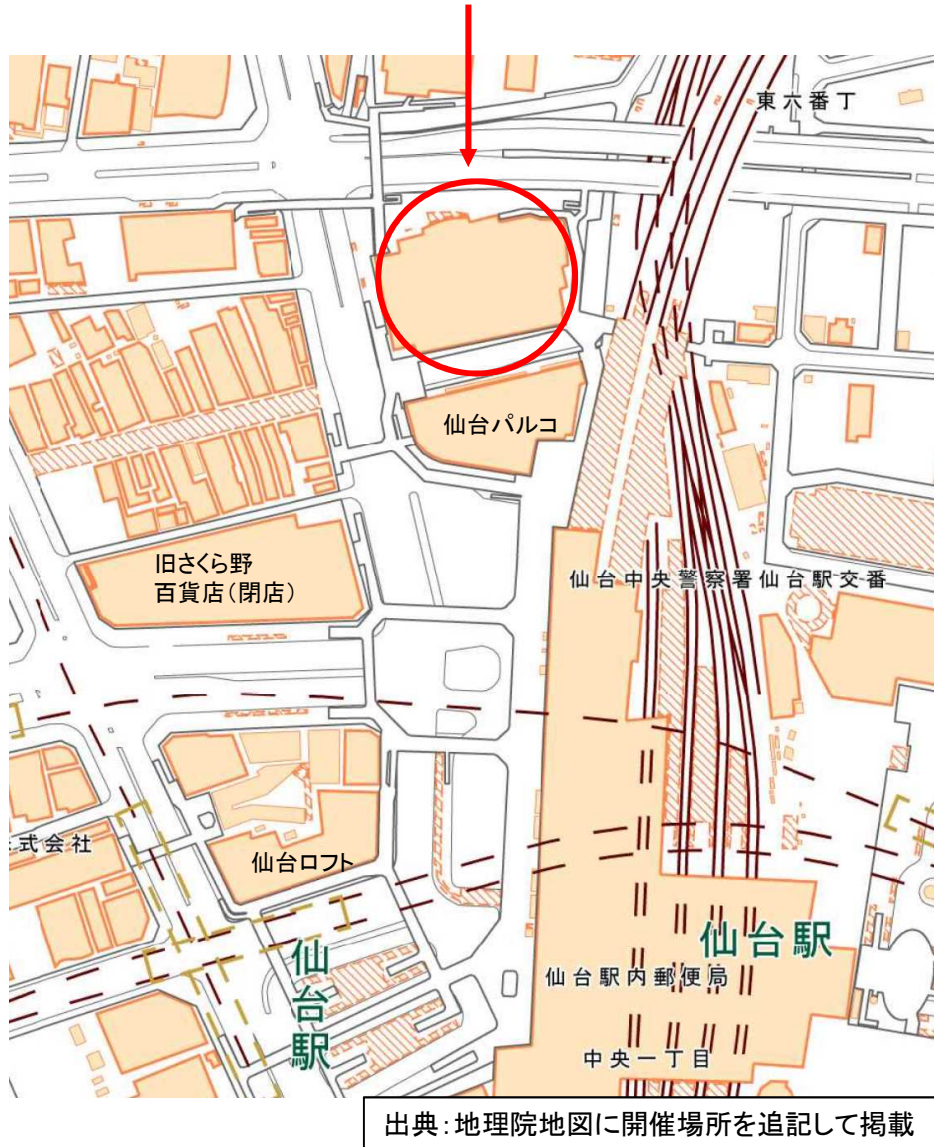 東六番丁
仙台パルコ
旧さくら野
百貨店(閉店)
仙台中央警察署仙台駅交番
式会社
仙台ロフト
仙台駅
仙台駅
仙台駅内郵便局
中央一丁目
出典:地理院地図に開催場所を追記して掲載